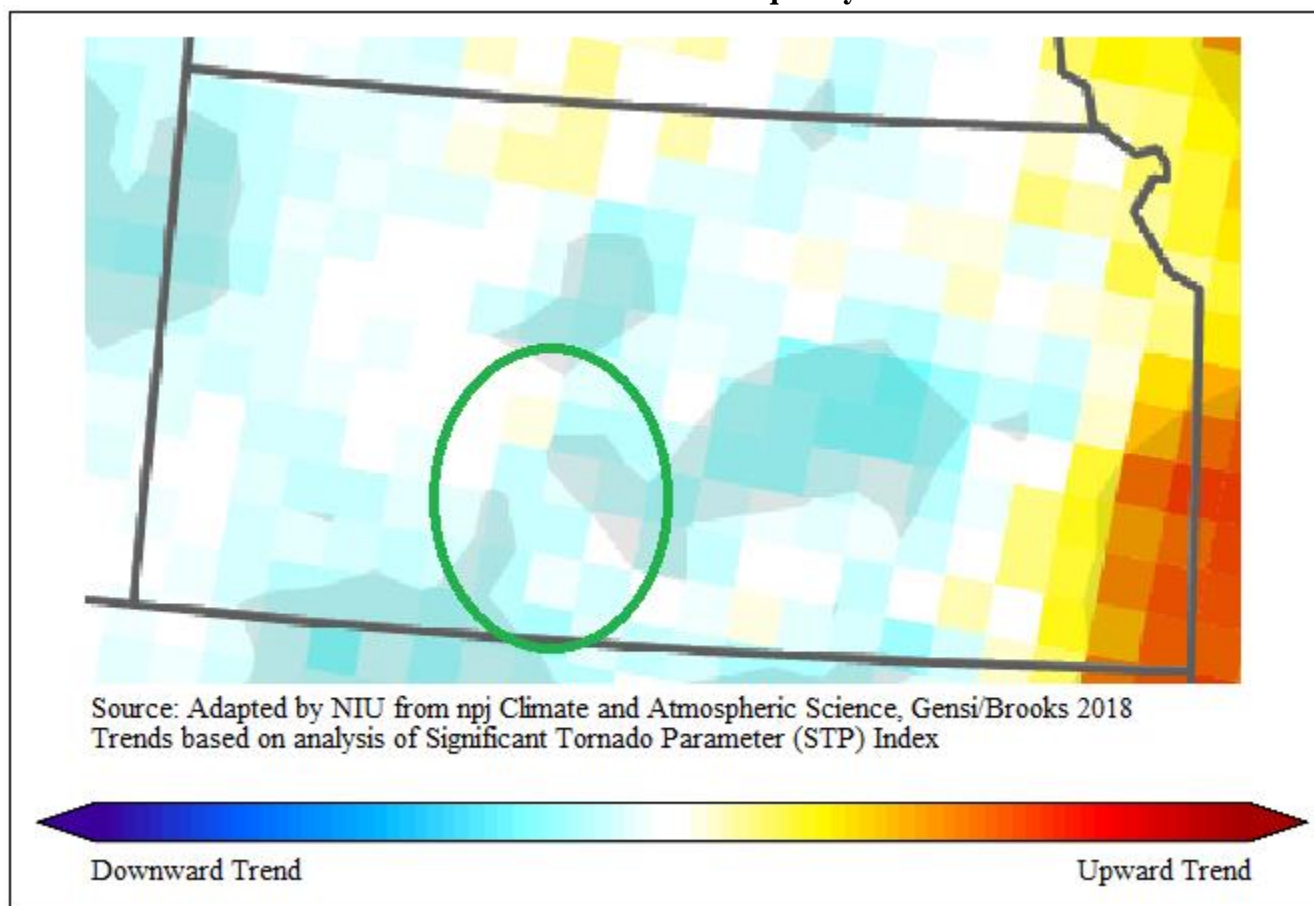 Source: Adapted by NIU from npj Climate and Atmospheric Science, Gensi/Brooks 2018
Trends based on analysis of Significant Tornado Parameter (STP) Index
Downward Trend
Upward Trend